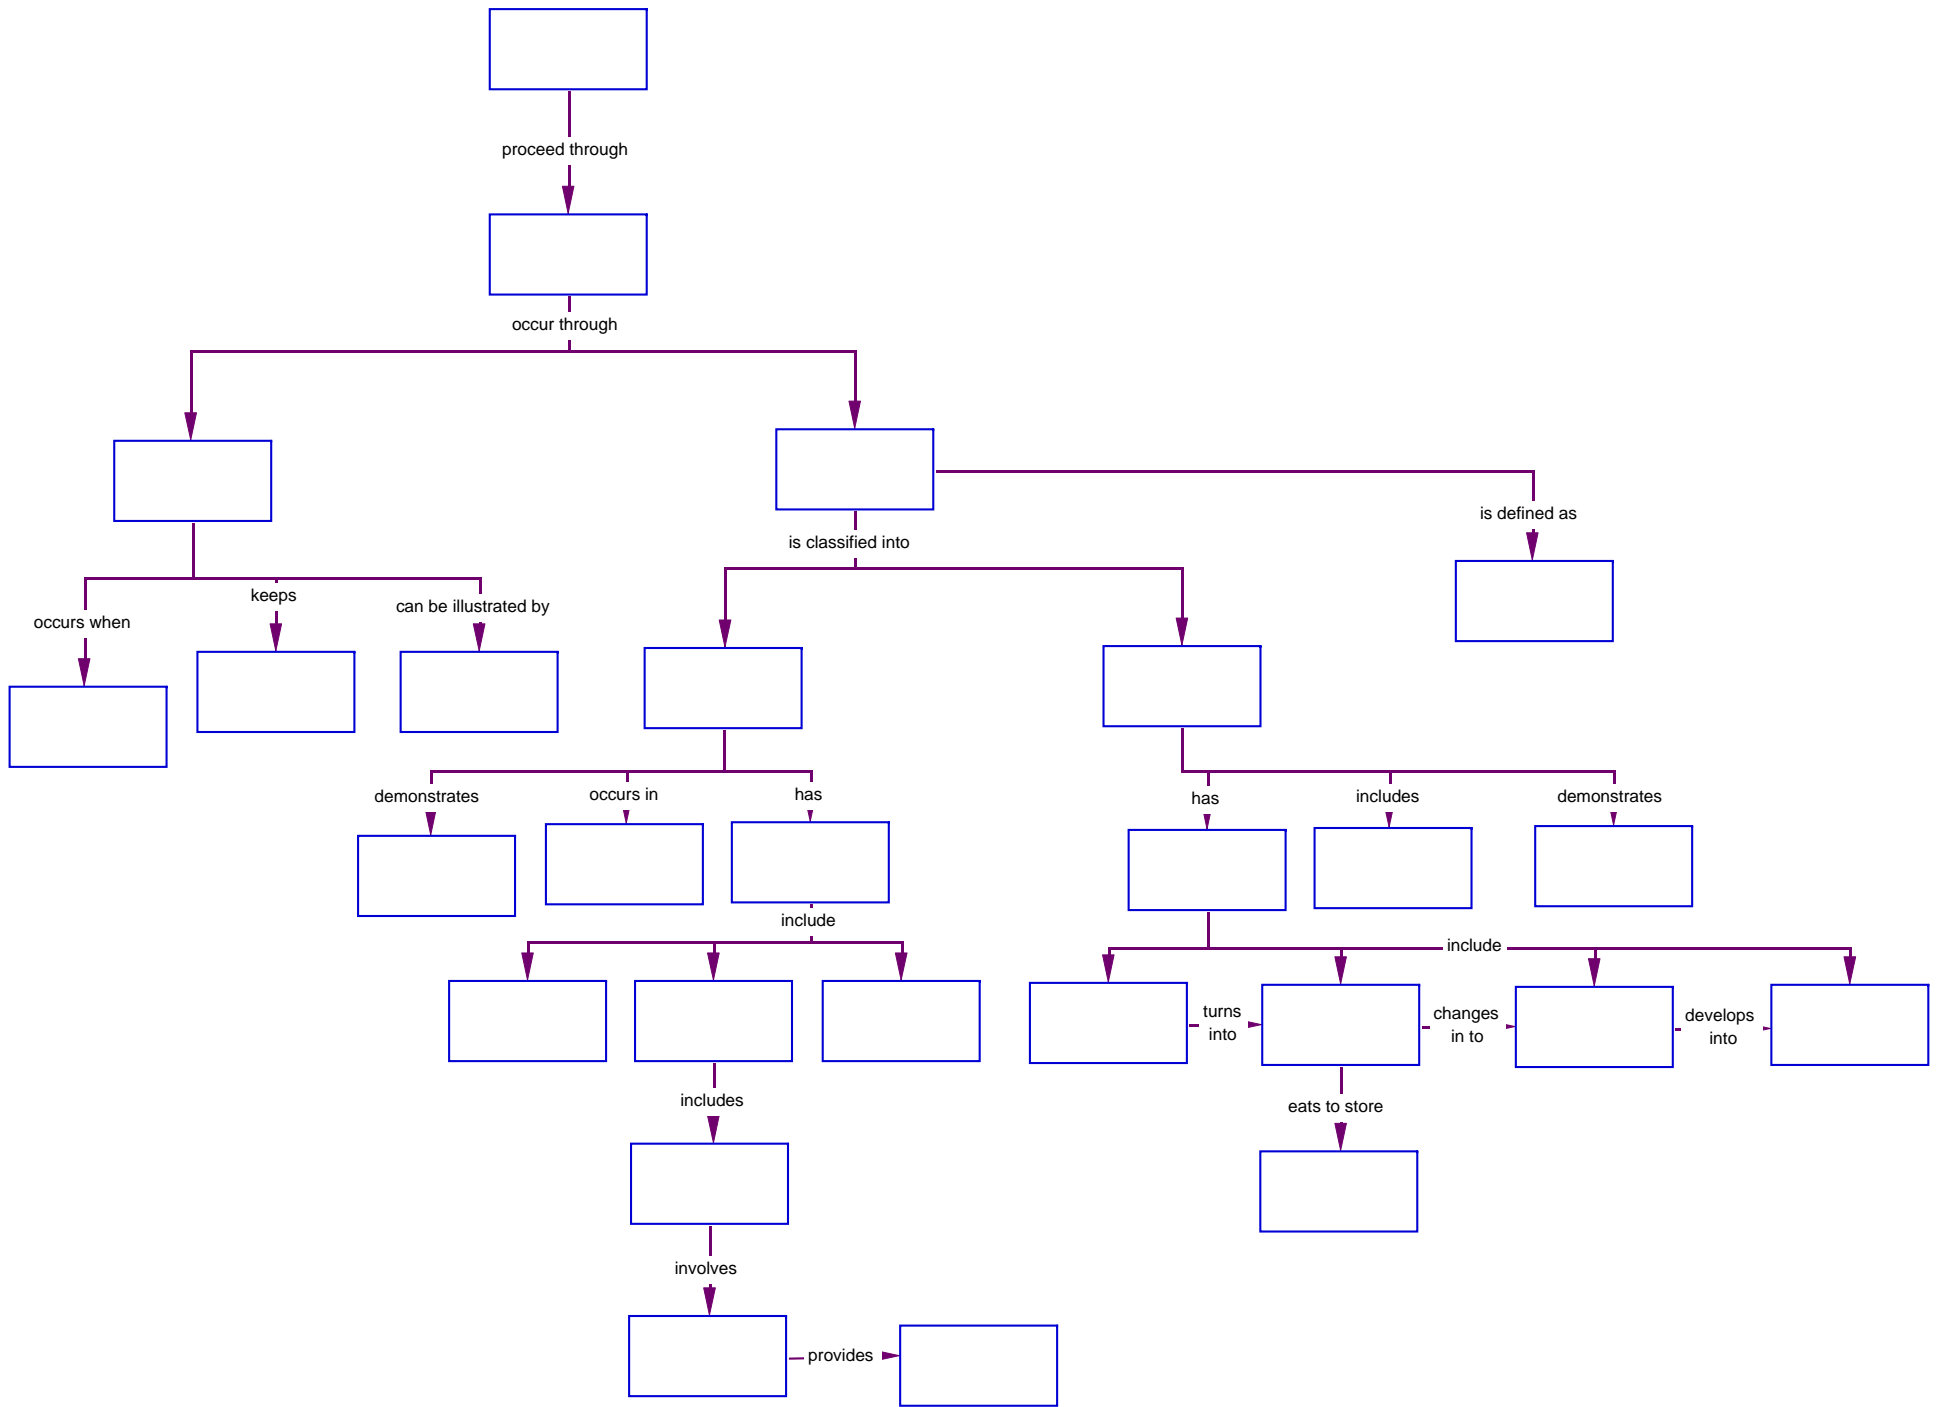 proceed through
occur through
is defined as
is classified into
keeps
can be illustrated by
occurs when
demonstrates
occurs in
has
has
includes
demonstrates
include
include
turns
into
changes
in to
develops
into
includes
eats to store
involves
provides